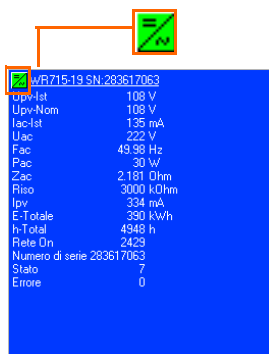 WR715-19 SN:283617063
Upv-Ist 108 V
Upv-Nom 108 V
Iac-Ist 135 mA
Uac 222 V
Fac 49.98 Hz
Pac 30 W
Zac 2.181 Ohm
Riso 3000 kOhm
Ipv 334 mA
E-Totale 390 kWh
h-Total 4948 h
Rete On 2429
Numero di serie 283617063
Stato 7
Errore 0